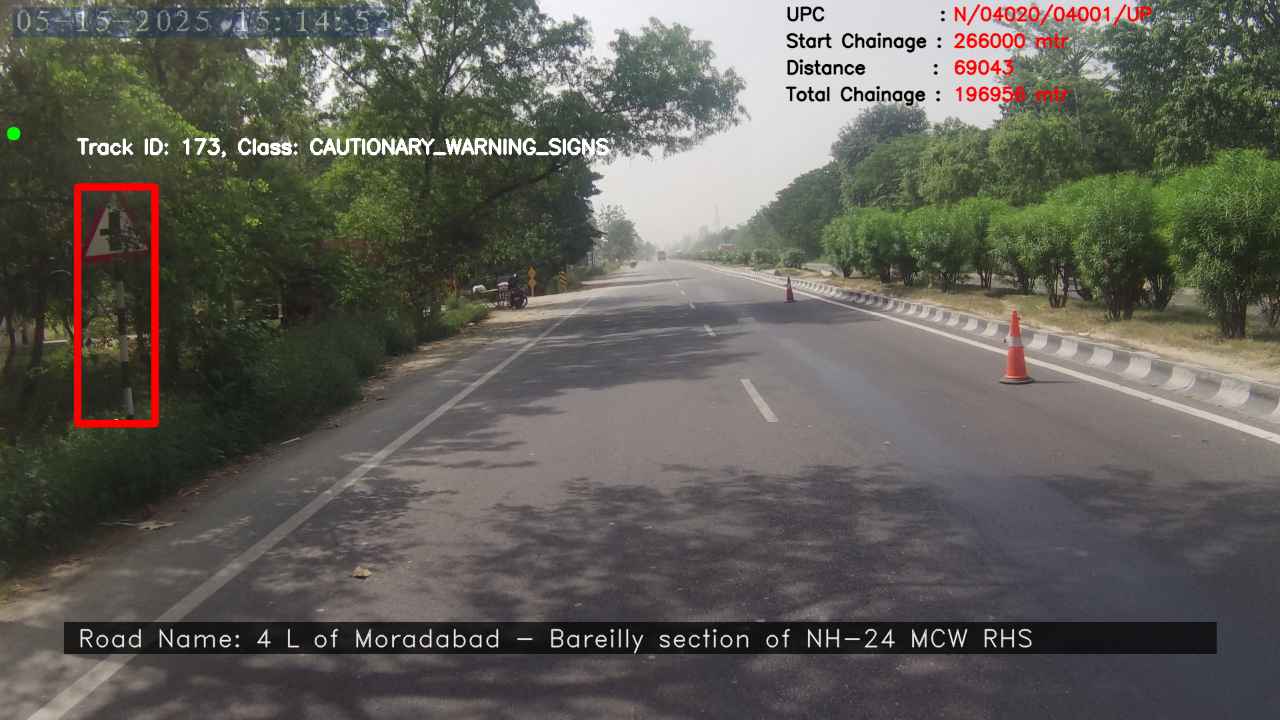 05-15-2025 15:14:53
UPC : N/04020/04001/UP
Start Chainage : 266000 mtr
Distance : 69043
Total Chainage : 196956 mtr
Track ID: 173, Class: CAUTIONARY_WARNING_SIGNS
Road Name: 4 L of Moradabad - Bareilly section of NH-24 MCW RHS